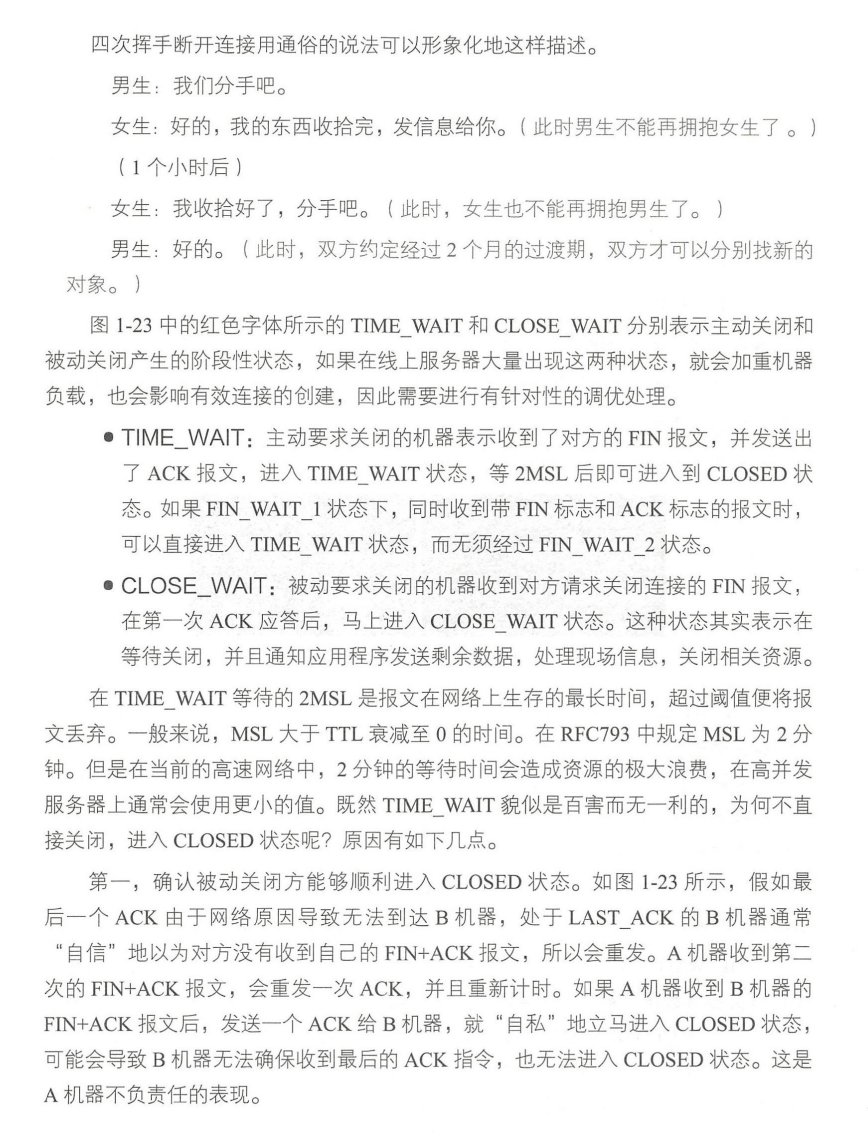 四次挥手断开连接用通俗的说法可以形象化地这样描述。
男生：我们分手吧。
女生：好的，我的东西收拾完，发信息给你。（此时男生不能再拥抱女生了 。）
（1 个小时后）
女生：我收拾好了，分手吧。（此时，女生也不能再拥抱男生了。）
男生：好的。（此时，双方约定经过 2 个月的过渡期，双方才可以分别找新的
对象。）
图 1-23 中的红色字体所示的 TIME_WAIT 和 CLOSE_WAIT 分别表示主动关闭和
被动关闭产生的阶段性状态，如果在线上服务器大量出现这两种状态，就会加重机器
负载，也会影响有效连接的创建，因此需要进行有针对性的调优处理。
● TIME_WAIT：主动要求关闭的机器表示收到了对方的 FIN 报文，并发送出
了 ACK 报文，进入 TIME_WAIT 状态，等 2MSL 后即可进入到 CLOSED 状
态。如果 FIN_WAIT_1 状态下，同时收到带 FIN 标志和 ACK 标志的报文时，
可以直接进入 TIME_WAIT 状态，而无须经过 FIN_WAIT_2 状态。
● CLOSE_WAIT：被动要求关闭的机器收到对方请求关闭连接的 FIN 报文，
在第一次 ACK 应答后，马上进入 CLOSE_WAIT 状态。这种状态其实表示在
等待关闭，并且通知应用程序发送剩余数据，处理现场信息，关闭相关资源。
在 TIME_WAIT 等待的 2MSL 是报文在网络上生存的最长时间，超过阈值便将报
文丢弃。一般来说，MSL 大于 TTL 衰减至 0 的时间。在 RFC793 中规定 MSL 为 2 分
钟。但是在当前的高速网络中，2 分钟的等待时间会造成资源的极大浪费，在高并发
服务器上通常会使用更小的值。既然 TIME_WAIT 貌似是百害而无一利的，为何不直
接关闭，进入 CLOSED 状态呢？原因有如下几点。
第一，确认被动关闭方能够顺利进入 CLOSED 状态。如图 1-23 所示，假如最
后一个 ACK 由于网络原因导致无法到达 B 机器，处于 LAST_ACK 的 B 机器通常
“自信”地以为对方没有收到自己的 FIN+ACK 报文，所以会重发。A 机器收到第二
次的 FIN+ACK 报文，会重发一次 ACK，并且重新计时。如果 A 机器收到 B 机器的
FIN+ACK 报文后，发送一个 ACK 给 B 机器，就“自私”地立马进入 CLOSED 状态，
可能会导致 B 机器无法确保收到最后的 ACK 指令，也无法进入 CLOSED 状态。这是
A 机器不负责任的表现。